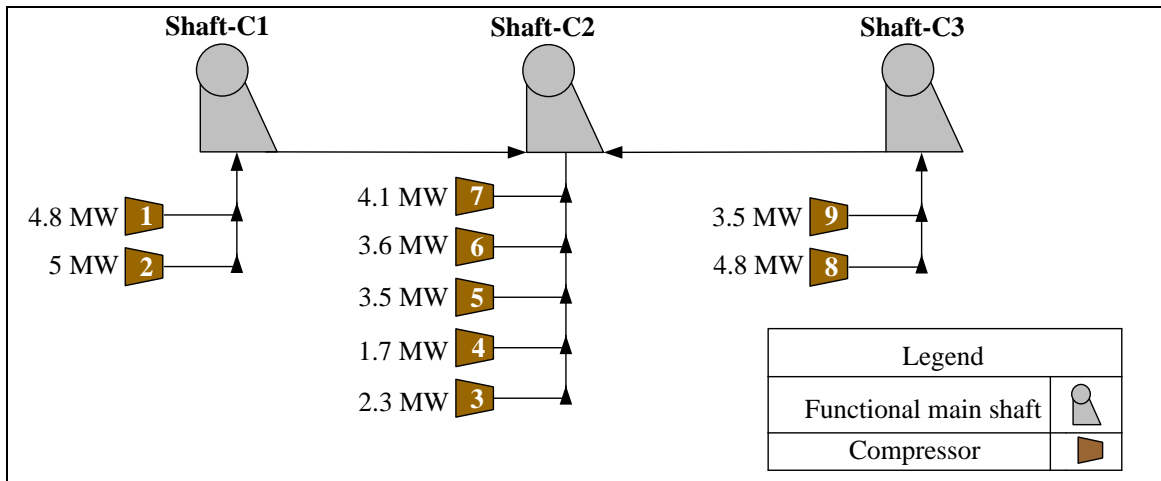 Shaft-C1
Shaft-C2
Shaft-C3
4.8 MW 1
5 MW 2
4.1 MW 7
3.6 MW 6
3.5 MW 5
1.7 MW 4
2.3 MW 3
3.5 MW 9
4.8 MW 8
Legend
Functional main shaft
Compressor